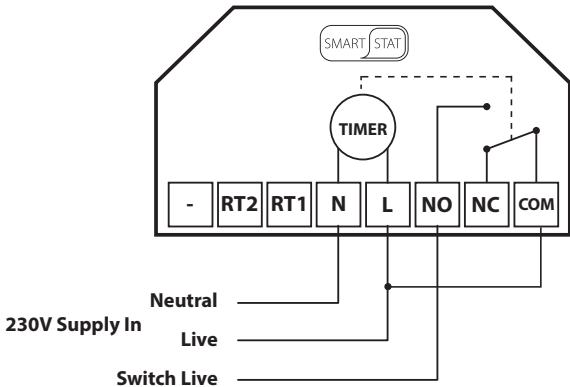 SMART STAT
TIMER
- RT2 RT1 N L NO NC COM
Neutral
230V Supply In
Live
Switch Live